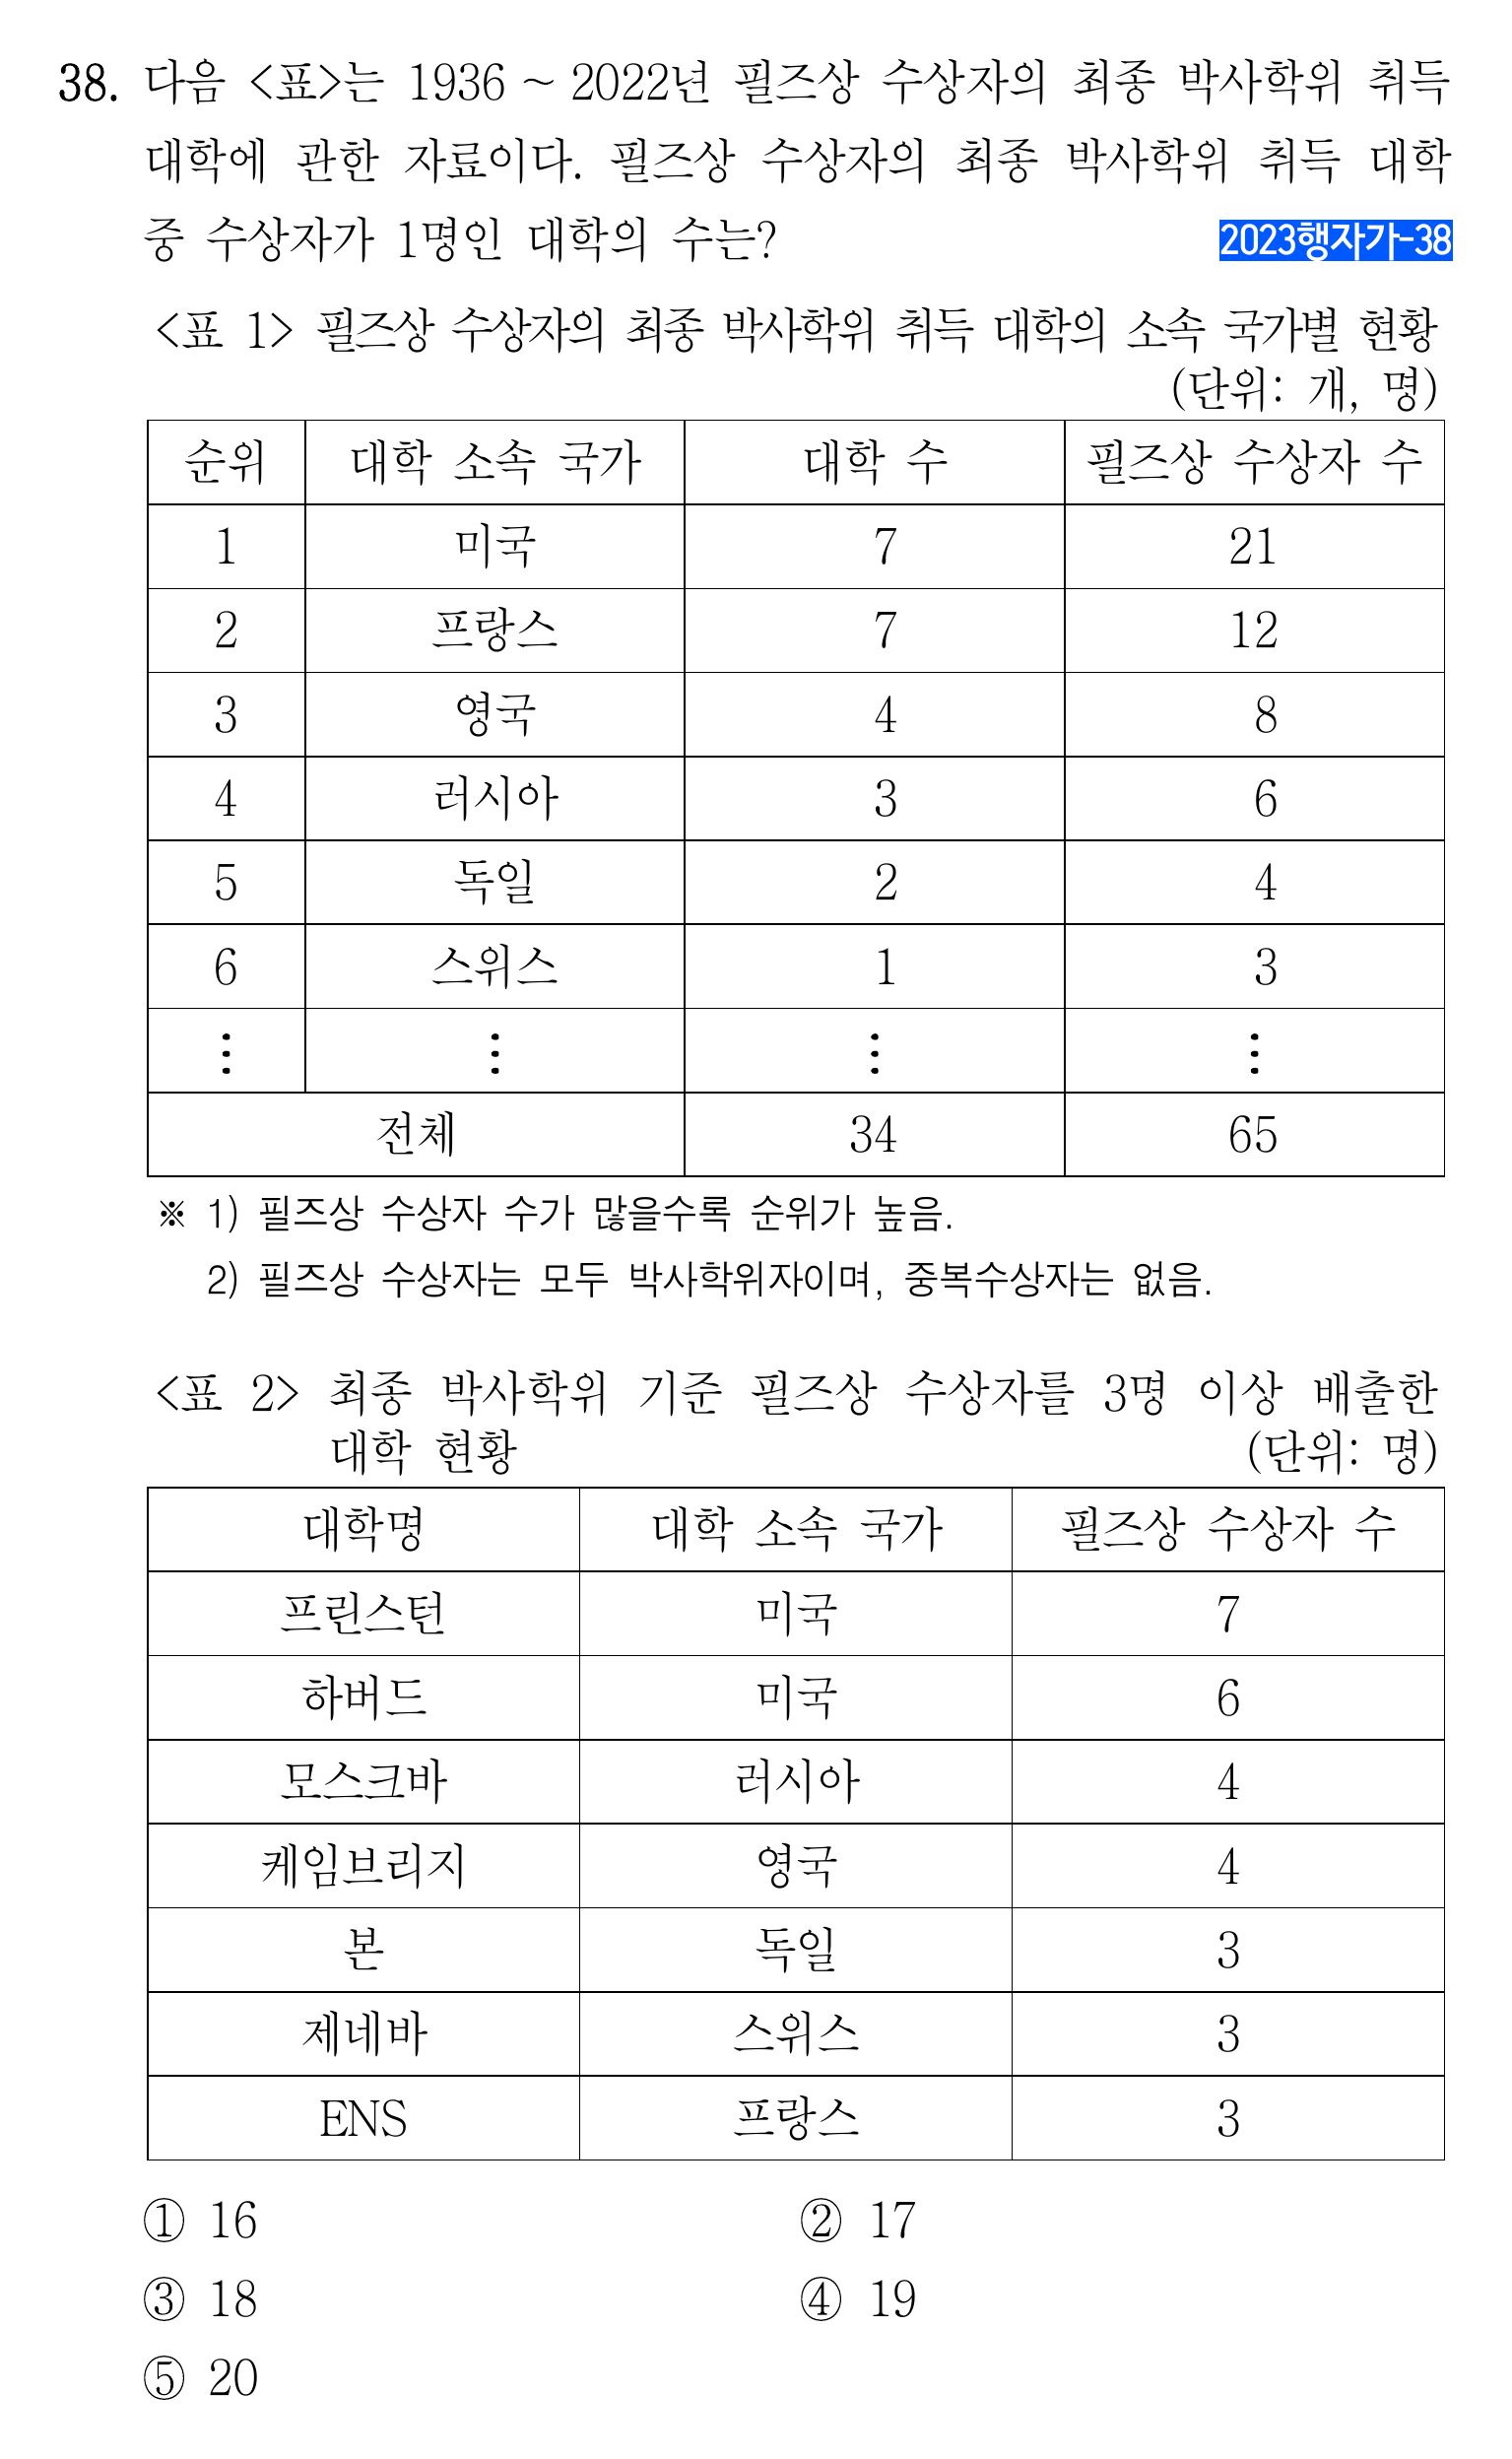 38. 다음 <표>는 1936 ~ 2022년 필즈상 수상자의 최종 박사학위 취득
대학에 관한 자료이다. 필즈상 수상자의 최종 박사학위 취득 대학
중 수상자가 1명인 대학의 수는?
2023행자가-38
<표 1> 필즈상 수상자의 최종 박사학위 취득 대학의 소속 국가별 현황
(단위: 개, 명)
순위 대학 소속 국가 대학 수 필즈상 수상자 수
1 미국 7 21
2 프랑스 7 12
3 영국 4 8
4 러시아 3 6
5 독일 2 4
6 스위스 1 3
⋮ ⋮ ⋮ ⋮
전체 34 65
※ 1) 필즈상 수상자 수가 많을수록 순위가 높음.
2) 필즈상 수상자는 모두 박사학위자이며, 중복수상자는 없음.
<표 2> 최종 박사학위 기준 필즈상 수상자를 3명 이상 배출한
대학 현황 (단위: 명)
대학명 대학 소속 국가 필즈상 수상자 수
프린스턴 미국 7
하버드 미국 6
모스크바 러시아 4
케임브리지 영국 4
본 독일 3
제네바 스위스 3
ENS 프랑스 3
① 16 ② 17
③ 18 ④ 19
⑤ 20